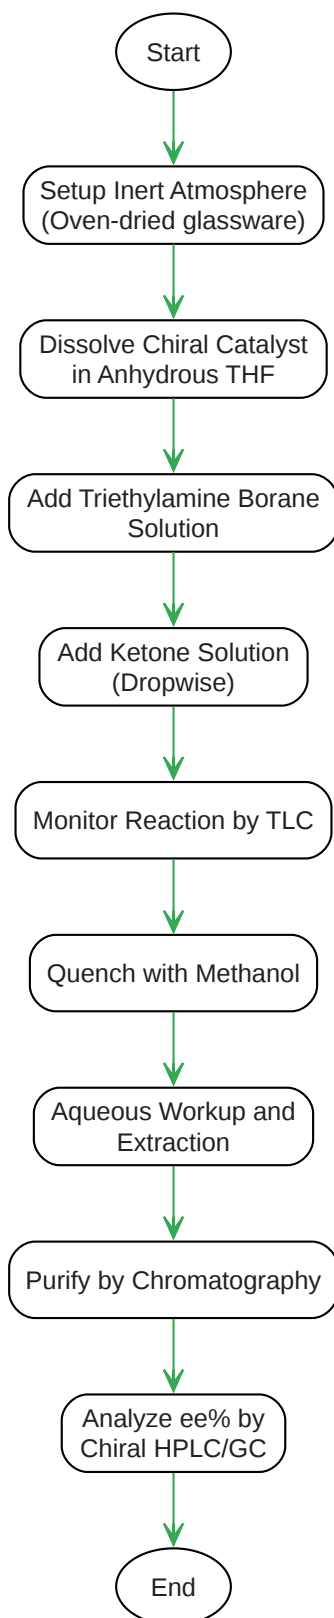 Start
Setup Inert Atmosphere
(Oven-dried glassware)
Dissolve Chiral Catalyst
in Anhydrous THF
Add Triethylamine Borane
Solution
Add Ketone Solution
(Dropwise)
Monitor Reaction by TLC
Quench with Methanol
Aqueous Workup and
Extraction
Purify by Chromatography
Analyze ee% by
Chiral HPLC/GC
End